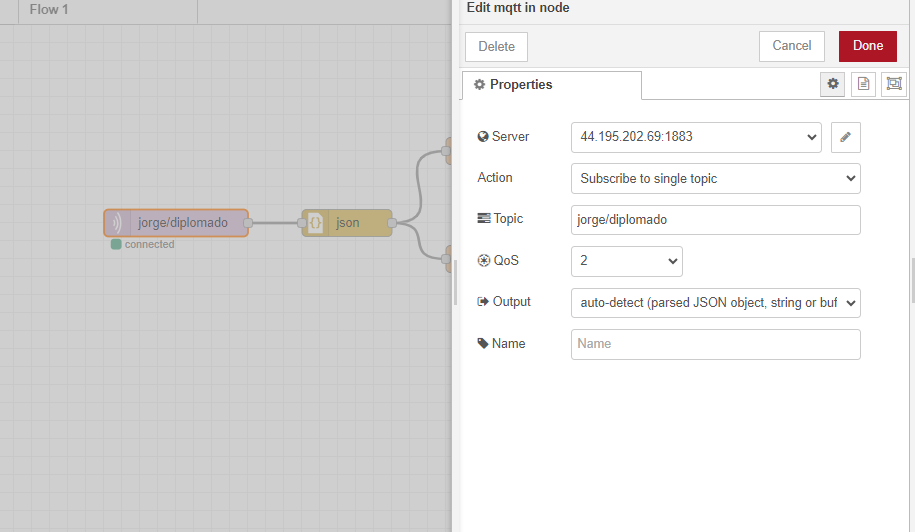 Flow 1
jorge/diplomado
connected
json
Edit mqtt in node
Delete
Cancel
Done
Properties
Server
44.195.202.69:1883
Action
Subscribe to single topic
Topic
jorge/diplomado
QoS
2
Output
auto-detect (parsed JSON object, string or buf
Name
Name